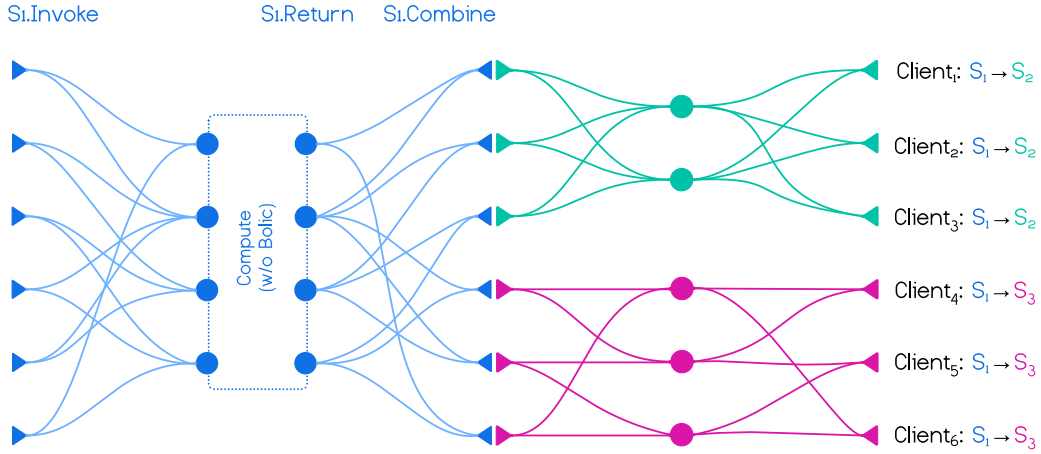 S₁.Invoke
S₁.Return
S₁.Combine
Client₁: S₁ → S₂
Client₂: S₁ → S₂
Client₃: S₁ → S₂
Compute
(w/o Bolic)
Client₄: S₁ → S₃
Client₅: S₁ → S₃
Client₆: S₁ → S₃